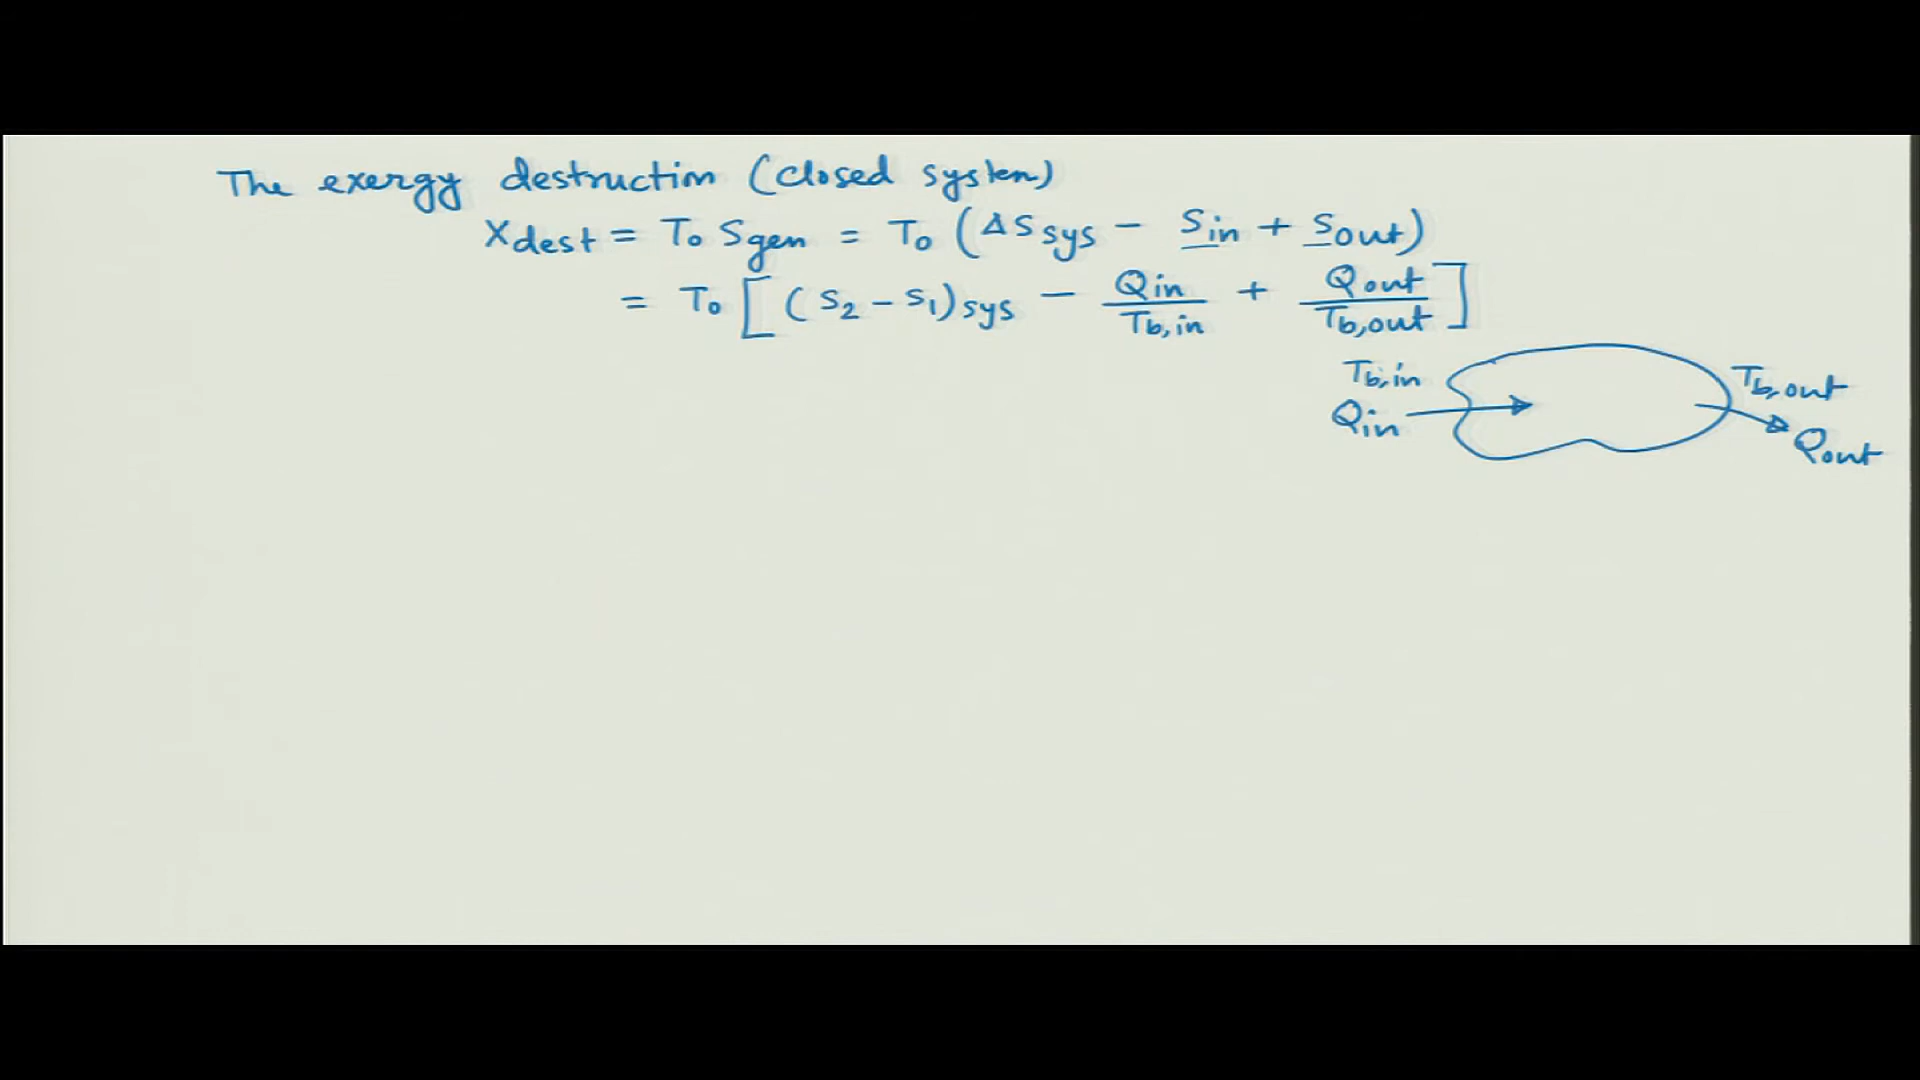 The exergy destruction (closed system)
Xdest = T₀ Sgen = T₀ (ΔSsys - Sin + Sout)
= T₀ [(S₂ - S₁)sys - Qin/Tb,in + Qout/Tb,out]
Tb,in
Tb,out
Qin
Qout